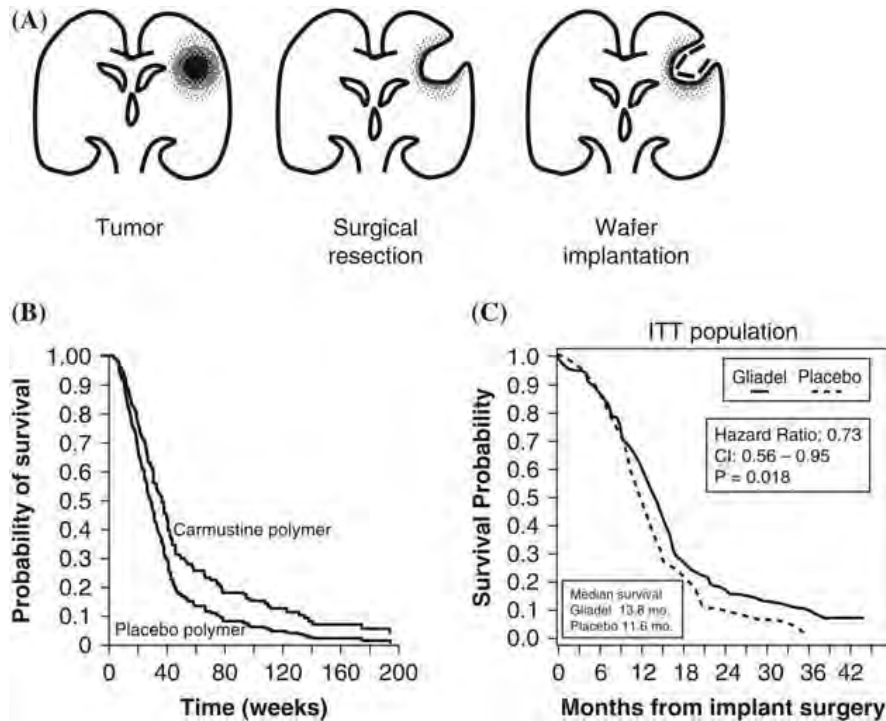 (A)
Tumor
Surgical
resection
Wafer
implantation
(B)
Probability of survival
1.00
0.9
0.8
0.7
0.6
0.5
0.4
0.3
0.2
0.1
0
Carmustine polymer
Placebo polymer
0 40 80 120 160 200
Time (weeks)
(C)
ITT population
Survival Probability
1.0
0.9
0.8
0.7
0.6
0.5
0.4
0.3
0.2
0.1
0.0
Gliadel Placebo
Hazard Ratio; 0.73
CI: 0.56 – 0.95
P = 0.018
Median survival
Gliadel 13.8 mo.
Placebo 11.6 mo.
0 6 12 18 24 30 36 42
Months from implant surgery